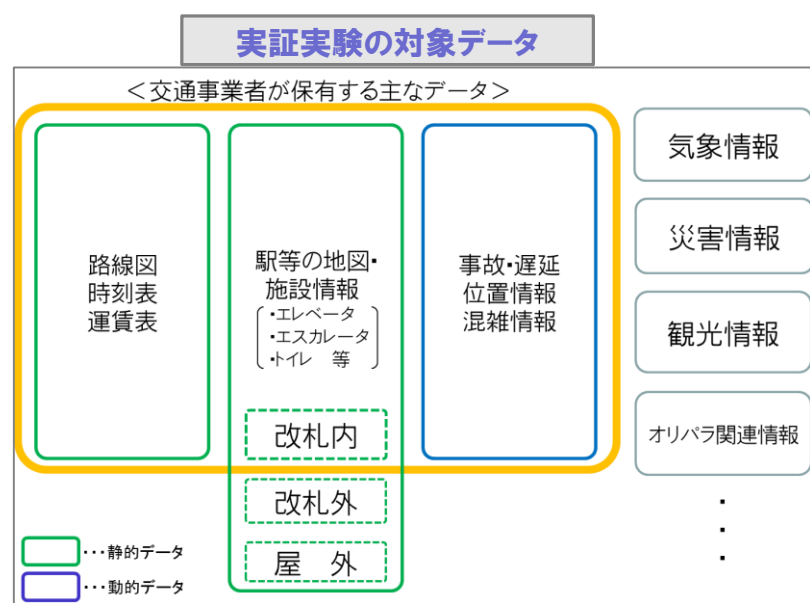 実証実験の対象データ
＜交通事業者が保有する主なデータ＞
路線図
時刻表
運賃表
駅等の地図・
施設情報
・エレベータ
・エスカレータ
・トイレ　等
改札内
改札外
屋　外
事故・遅延
位置情報
混雑情報
気象情報
災害情報
観光情報
オリパラ関連情報
・
・
・
・・・静的データ
・・・動的データ